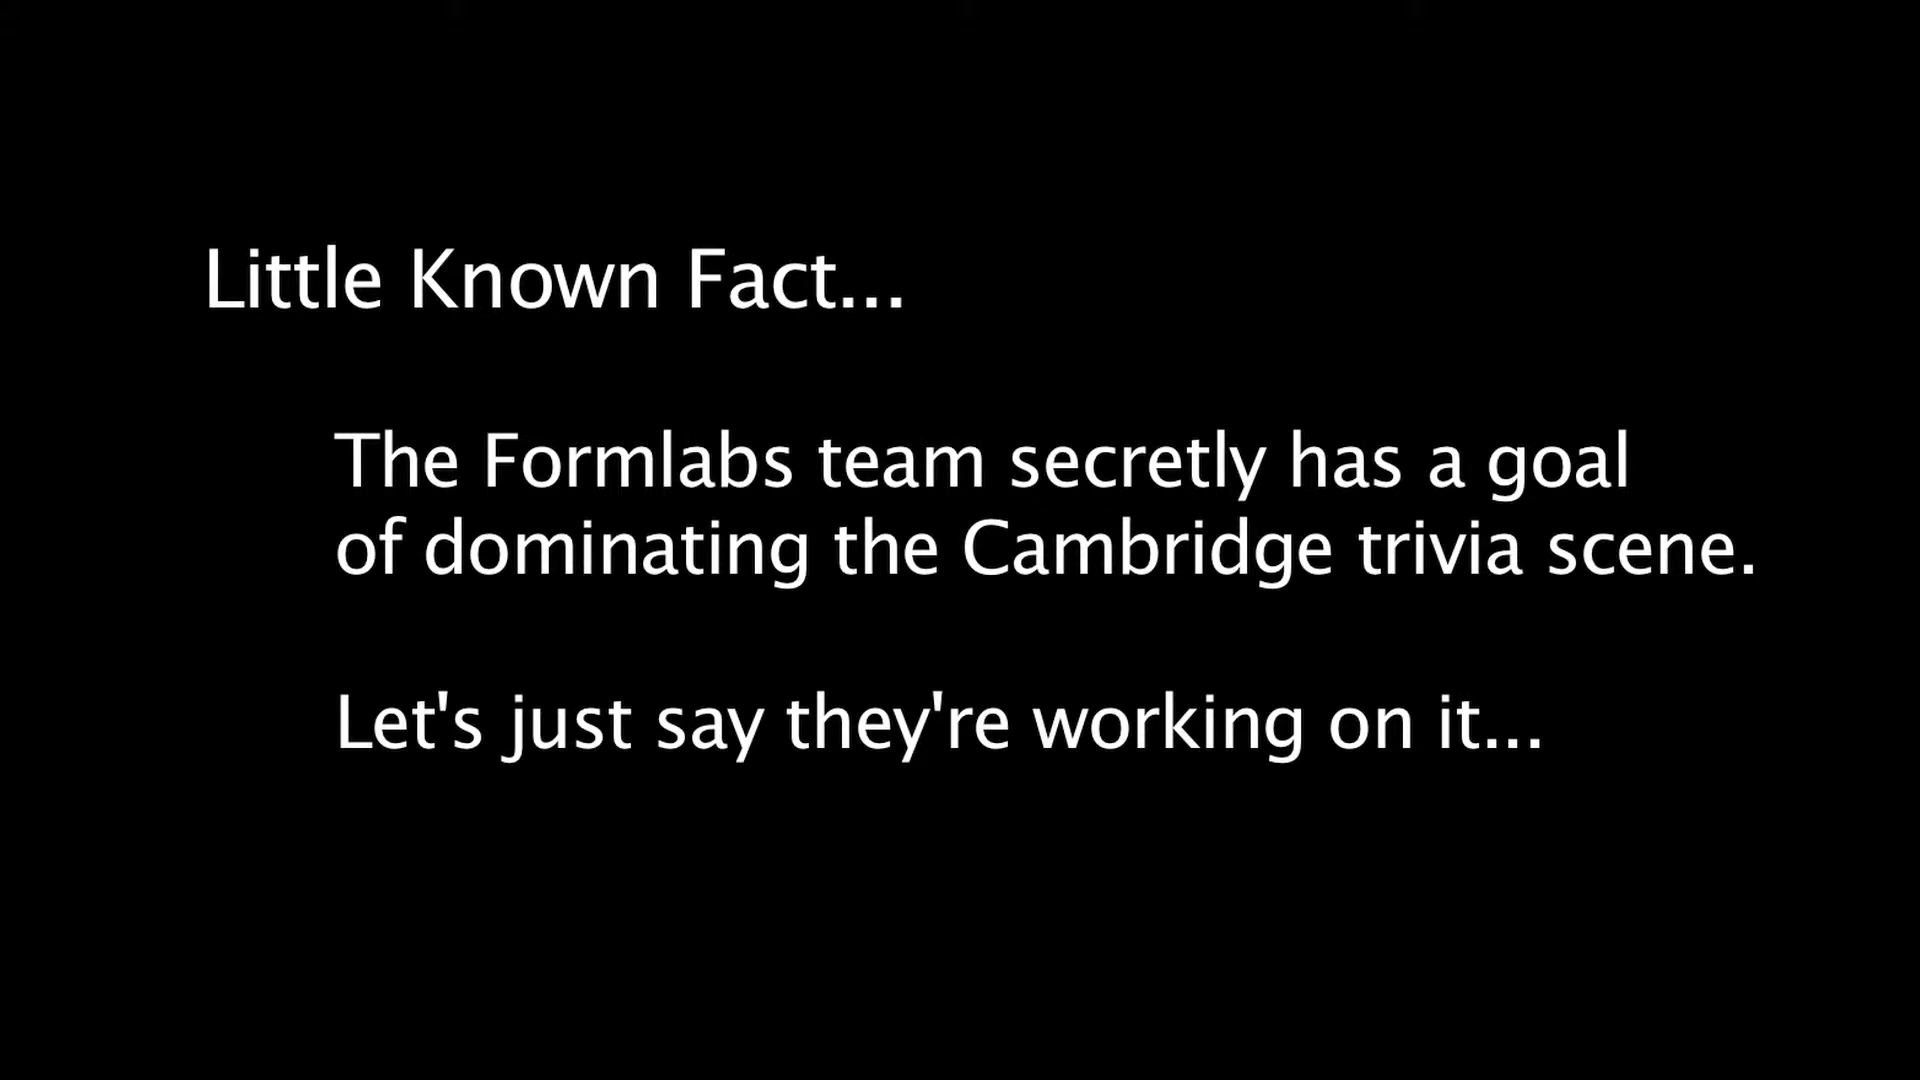 Little Known Fact...
The Formlabs team secretly has a goal
of dominating the Cambridge trivia scene.
Let's just say they're working on it...